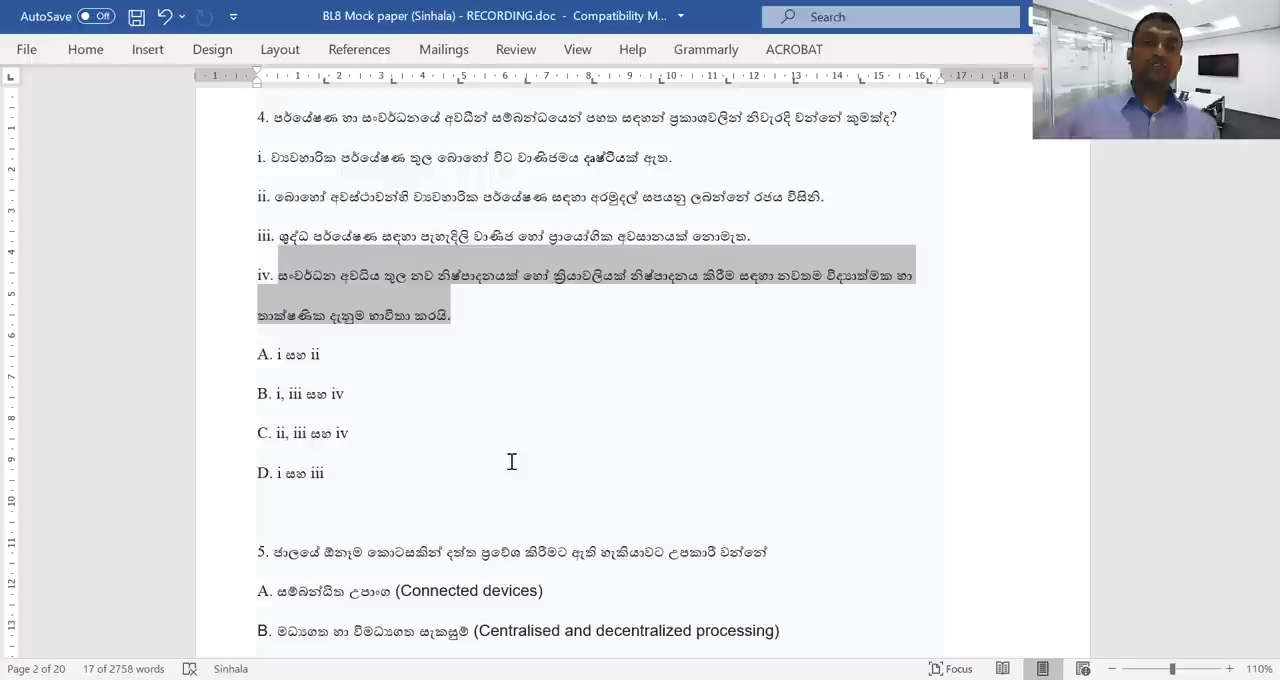 AutoSave Off BL8 Mock paper (Sinhala) - RECORDING.doc - Compatibility M... Search
File Home Insert Design Layout References Mailings Review View Help Grammarly ACROBAT
4. පර්යේෂණ හා සංවර්ධනයේ අවධීන් සම්බන්ධයෙන් පහත සඳහන් ප්‍රකාශවලින් නිවැරදි වන්නේ කුමක්ද?
i. ව්‍යවහාරික පර්යේෂණ තුල බොහෝ විට වාණිජමය දෘෂ්ටියක් ඇත.
ii. බොහෝ අවස්ථාවන්හි ව්‍යවහාරික පර්යේෂණ සඳහා අරමුදල් සපයනු ලබන්නේ රජය විසිනි.
iii. ශුද්ධ පර්යේෂණ සඳහා පැහැදිලි වාණිජ හෝ ප්‍රායෝගික අවසානයක් නොමැත.
iv. සංවර්ධන අවධිය තුල නව නිෂ්පාදනයක් හෝ ක්‍රියාවලියක් නිෂ්පාදනය කිරීම සඳහා නවතම විද්‍යාත්මක හා
තාක්ෂණික දැනුම භාවිතා කරයි.
A. i සහ ii
B. i, iii සහ iv
C. ii, iii සහ iv
D. i සහ iii
5. ජාලයේ ඕනෑම කොටසකින් දත්ත ප්‍රවේශ කිරීමට ඇති හැකියාවට උපකාරී වන්නේ
A. සම්බන්ධිත උපාංග (Connected devices)
B. මධ්‍යගත හා විමධ්‍යගත සැකසුම් (Centralised and decentralized processing)
Page 2 of 20 17 of 2758 words Sinhala Focus 110%